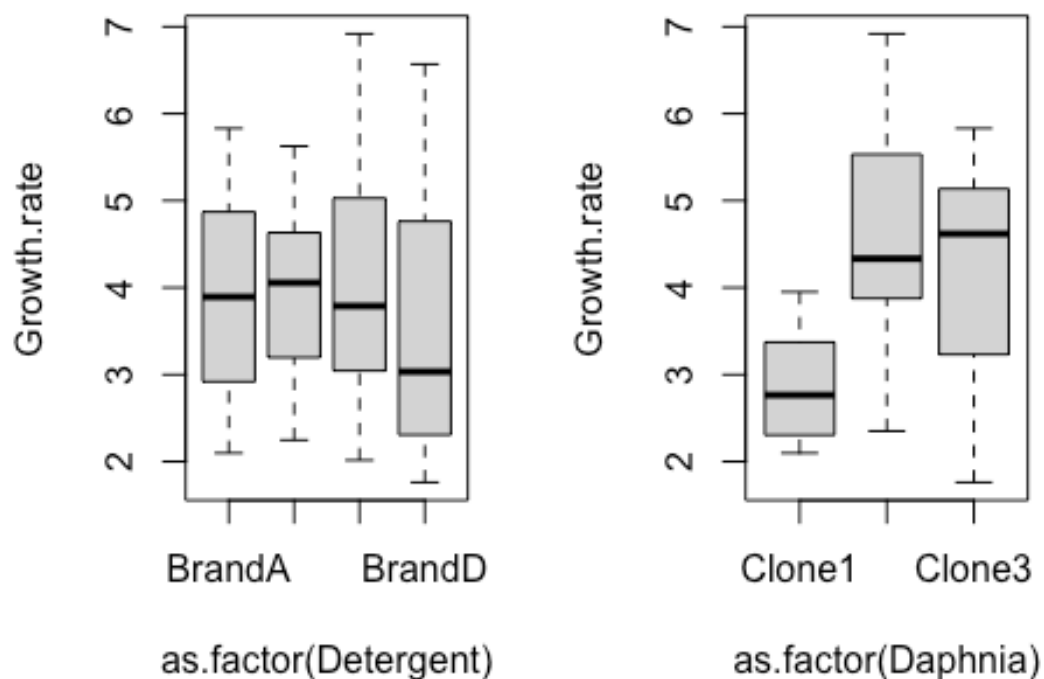 Growth.rate
7
6
5
4
3
2
BrandA BrandD
as.factor(Detergent)
Growth.rate
7
6
5
4
3
2
Clone1 Clone3
as.factor(Daphnia)